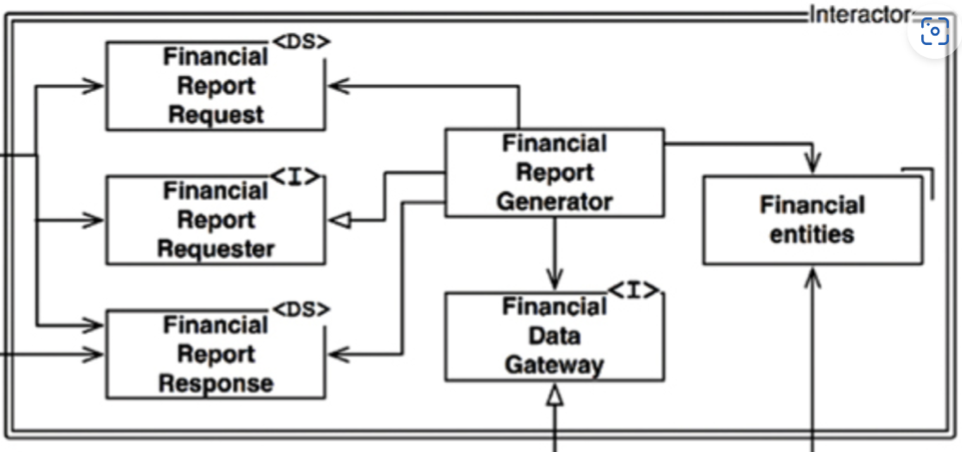 Interactor
<DS>
Financial
Report
Request
<I>
Financial
Report
Requester
<DS>
Financial
Report
Response
Financial
Report
Generator
<I>
Financial
Data
Gateway
Financial
entities